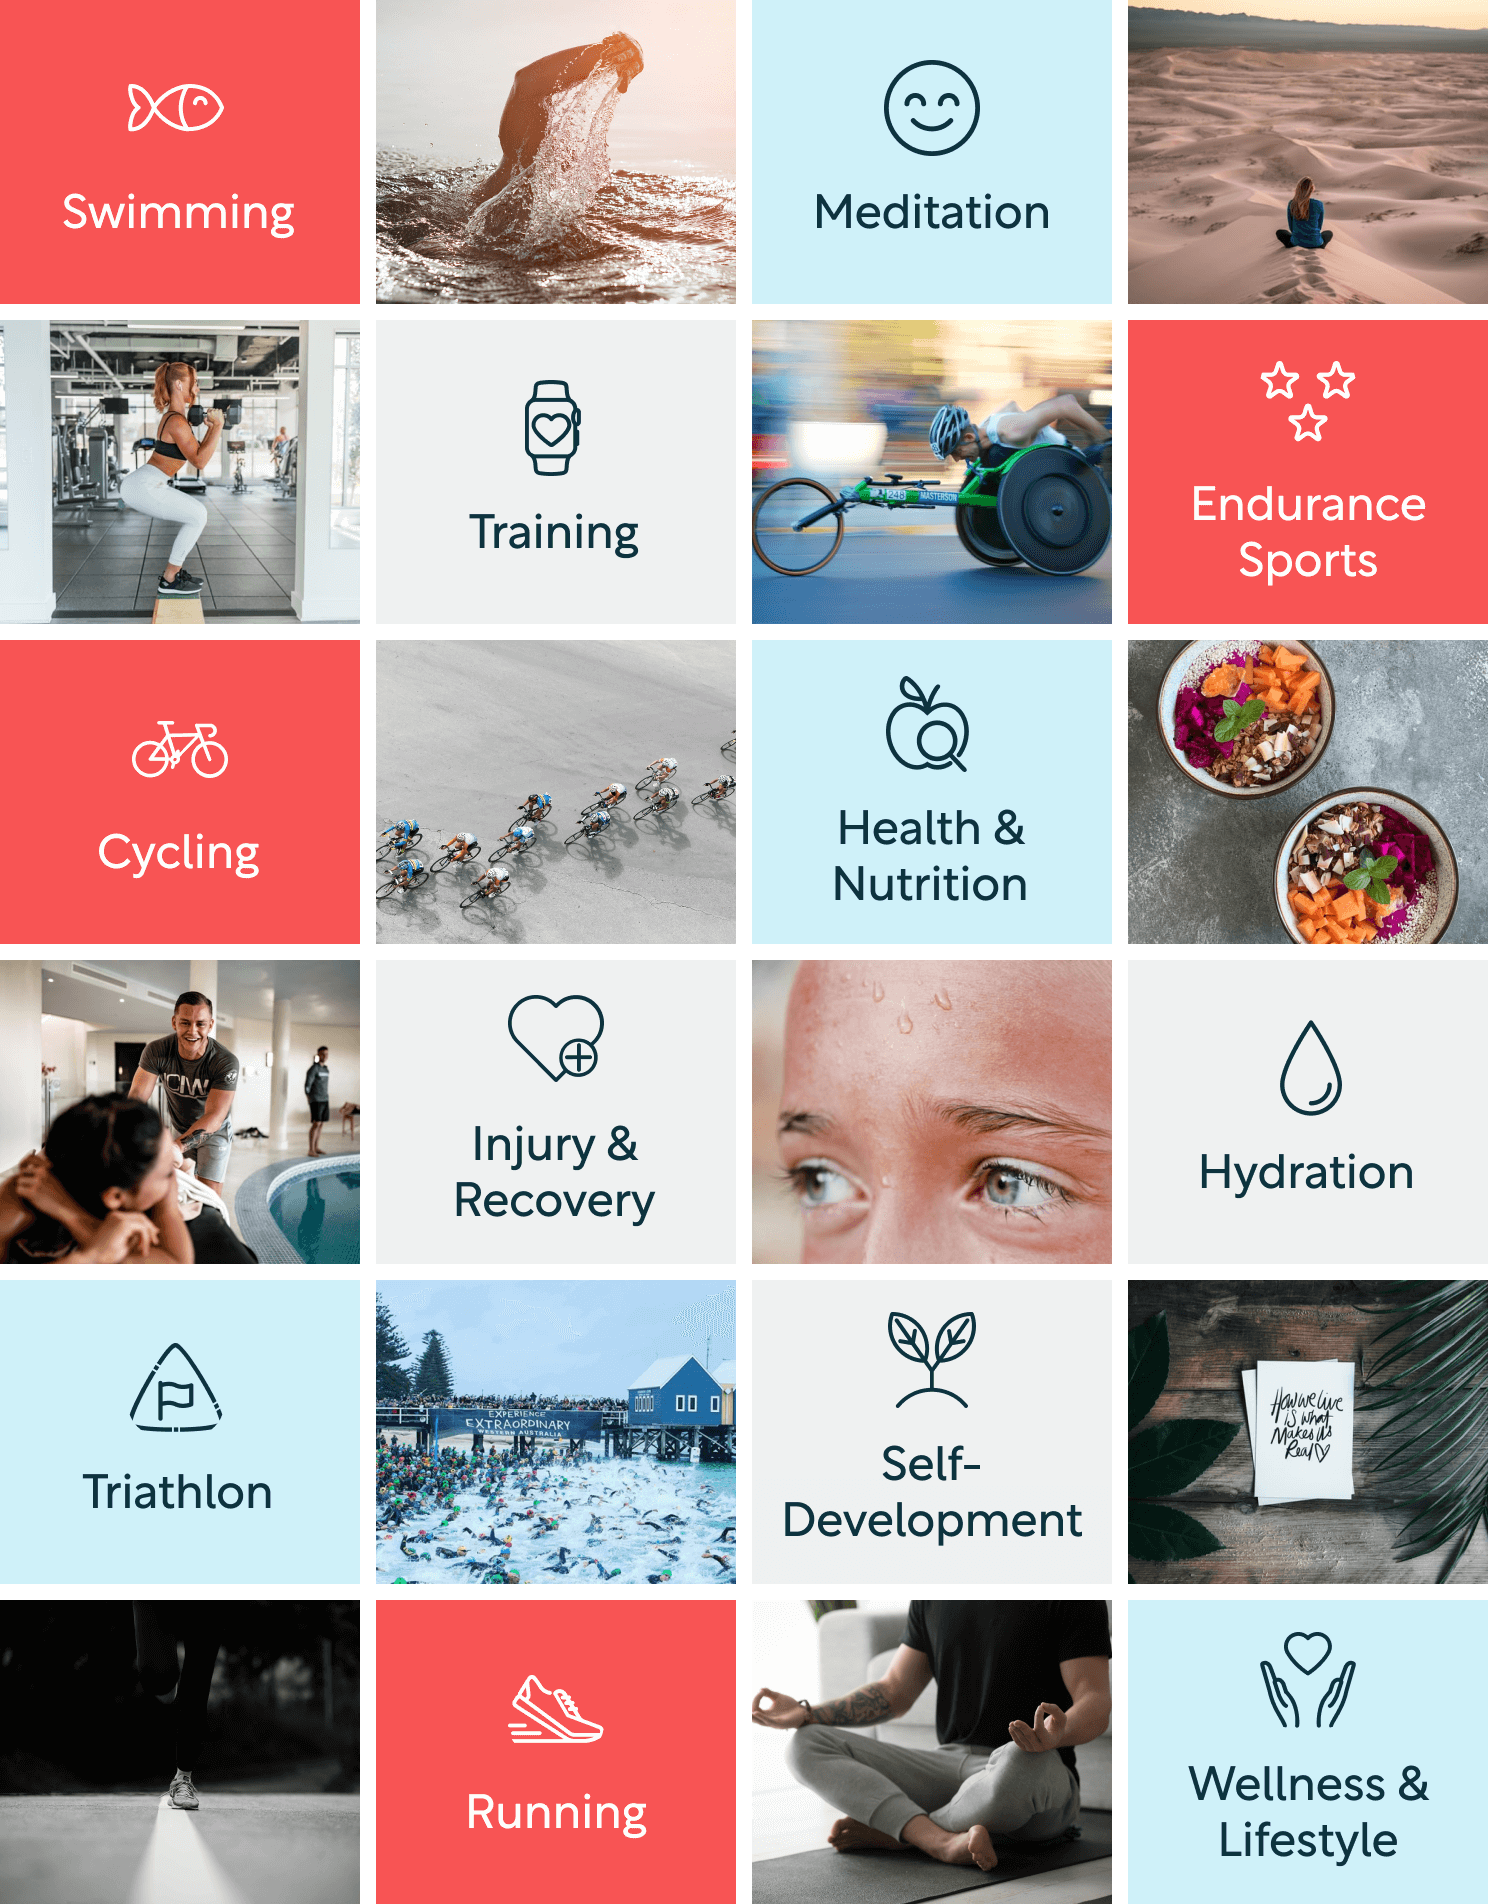 Swimming
Meditation
Training
248
MASTERSON
Endurance
Sports
Cycling
Health &
Nutrition
Injury &
Recovery
Hydration
Triathlon
EXPERIENCE
EXTRAORDINARY
WESTERN AUSTRALIA
Self-
Development
How we live
is what
Makes us
Real
Running
Wellness &
Lifestyle